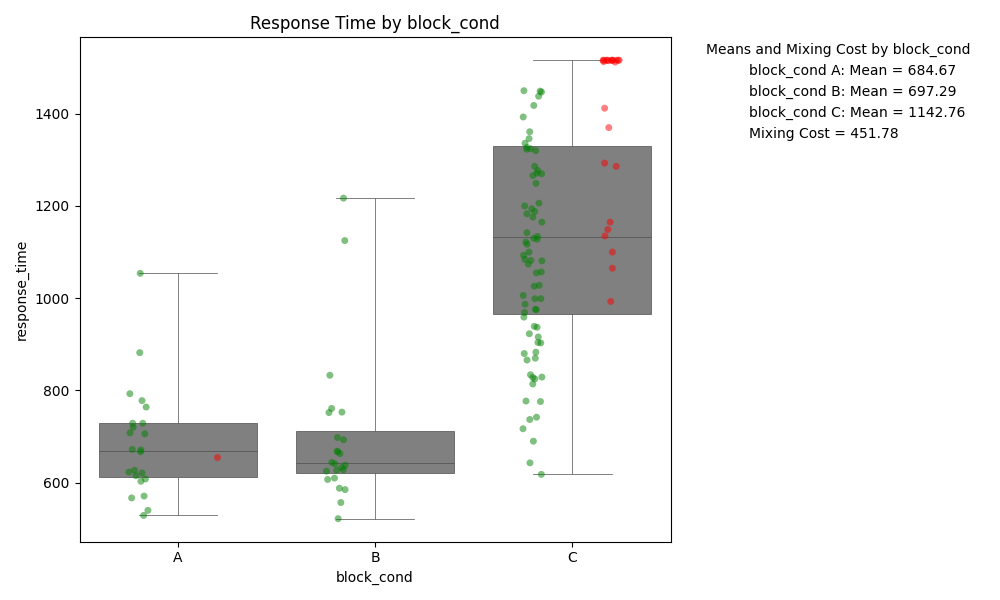 Response Time by block_cond
Means and Mixing Cost by block_cond
block_cond A: Mean = 684.67
block_cond B: Mean = 697.29
block_cond C: Mean = 1142.76
Mixing Cost = 451.78
response_time
1400
1200
1000
800
600
A B C
block_cond